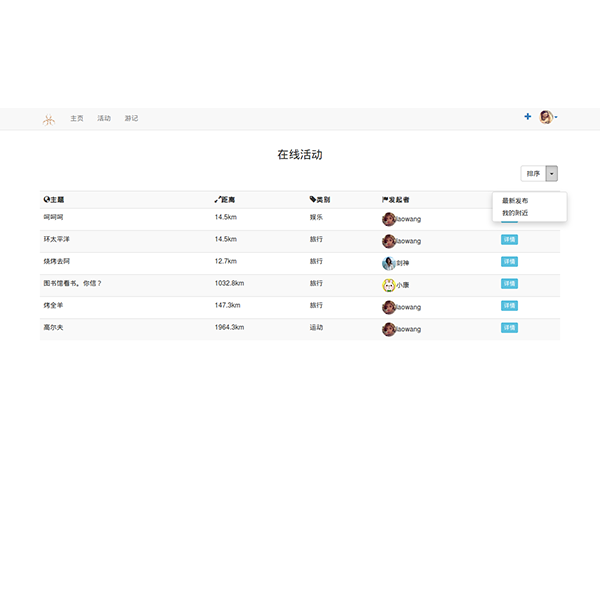 主页 活动 游记
在线活动
排序
主题 距离 类别 发起者
最新发布
我的附近
呵呵呵 14.5km 娱乐 laowang
环太平洋 14.5km 旅行 laowang 详情
烧烤去阿 12.7km 旅行 刘神 详情
图书馆看书，你信？ 1032.8km 旅行 小康 详情
烤全羊 147.3km 旅行 laowang 详情
高尔夫 1964.3km 运动 laowang 详情